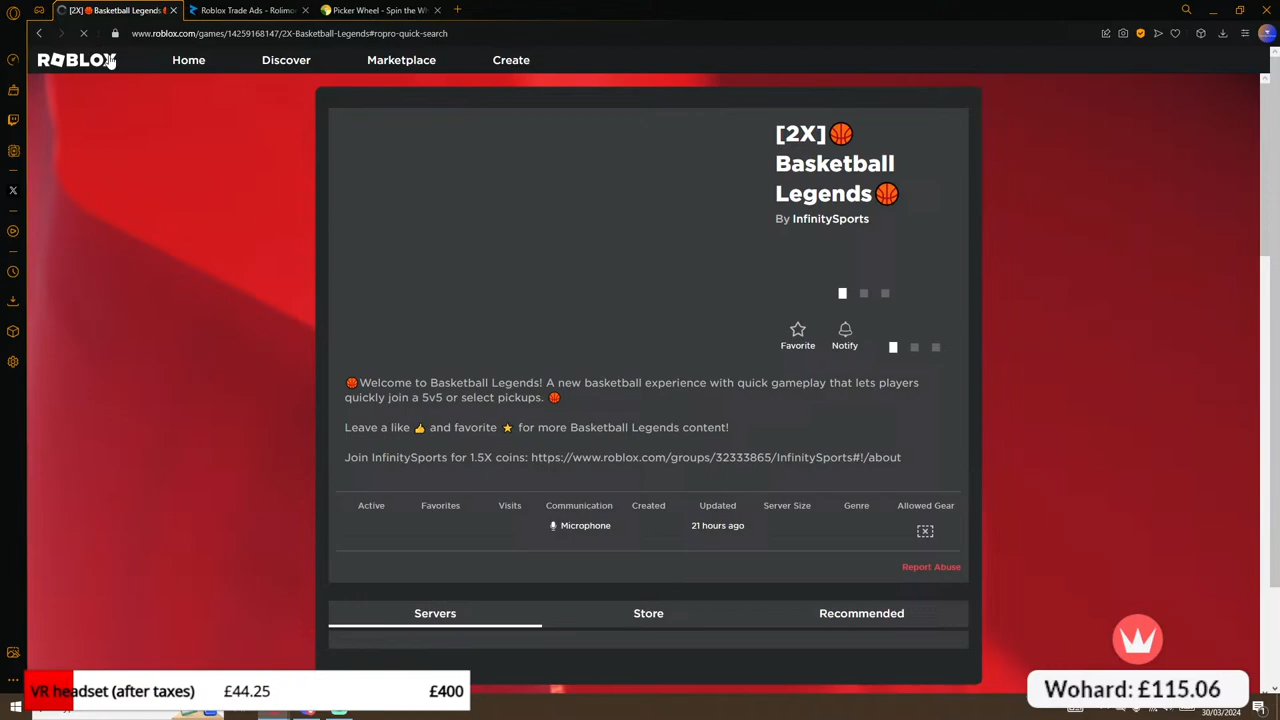 [2X]🏀 Basketball Legends
Roblox Trade Ads - Rolimon
Picker Wheel - Spin the Wh
www.roblox.com/games/14259168147/2X-Basketball-Legends#ropro-quick-search
ROBLOX
Home
Discover
Marketplace
Create
[2X]🏀
Basketball
Legends🏀
By InfinitySports
Favorite
Notify
🏀Welcome to Basketball Legends! A new basketball experience with quick gameplay that lets players
quickly join a 5v5 or select pickups. 🏀
Leave a like 👍 and favorite ⭐ for more Basketball Legends content!
Join InfinitySports for 1.5X coins: https://www.roblox.com/groups/32333865/InfinitySports#!/about
Active Favorites Visits Communication Created Updated Server Size Genre Allowed Gear
Microphone 21 hours ago
Report Abuse
Servers Store Recommended
VR headset (after taxes) £44.25 £400
Wohard: £115.06
30/03/2024